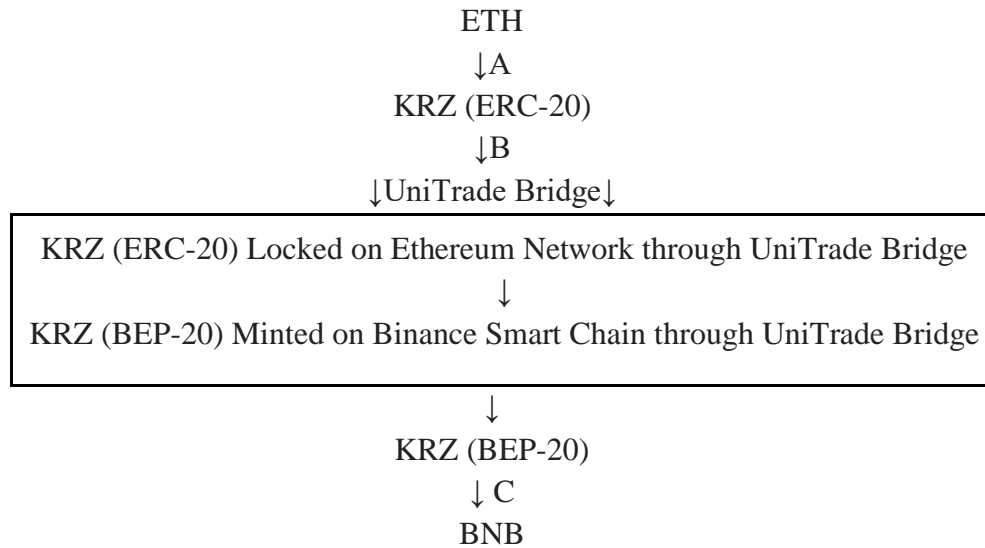 ETH
↓A
KRZ (ERC-20)
↓B
↓UniTrade Bridge↓
KRZ (ERC-20) Locked on Ethereum Network through UniTrade Bridge
↓
KRZ (BEP-20) Minted on Binance Smart Chain through UniTrade Bridge
↓
KRZ (BEP-20)
↓ C
BNB